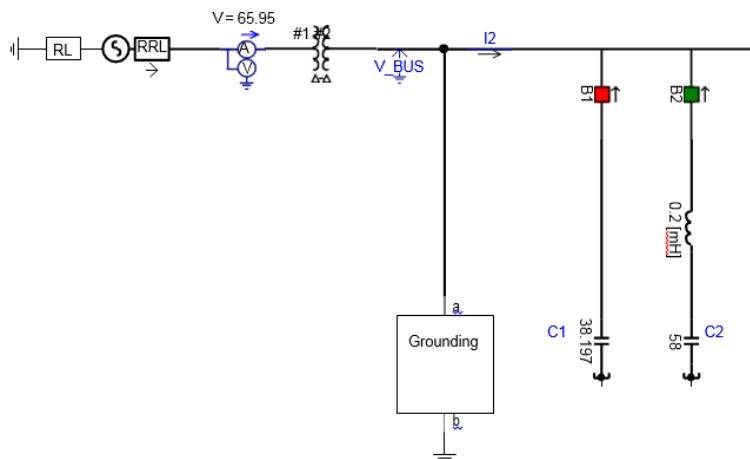 V= 65.95
RL
RRL
A
V
#1 #2
V_BUS
I2
B1
B2
0.2 [mH]
a
Grounding
b
C1
38.197
58
C2